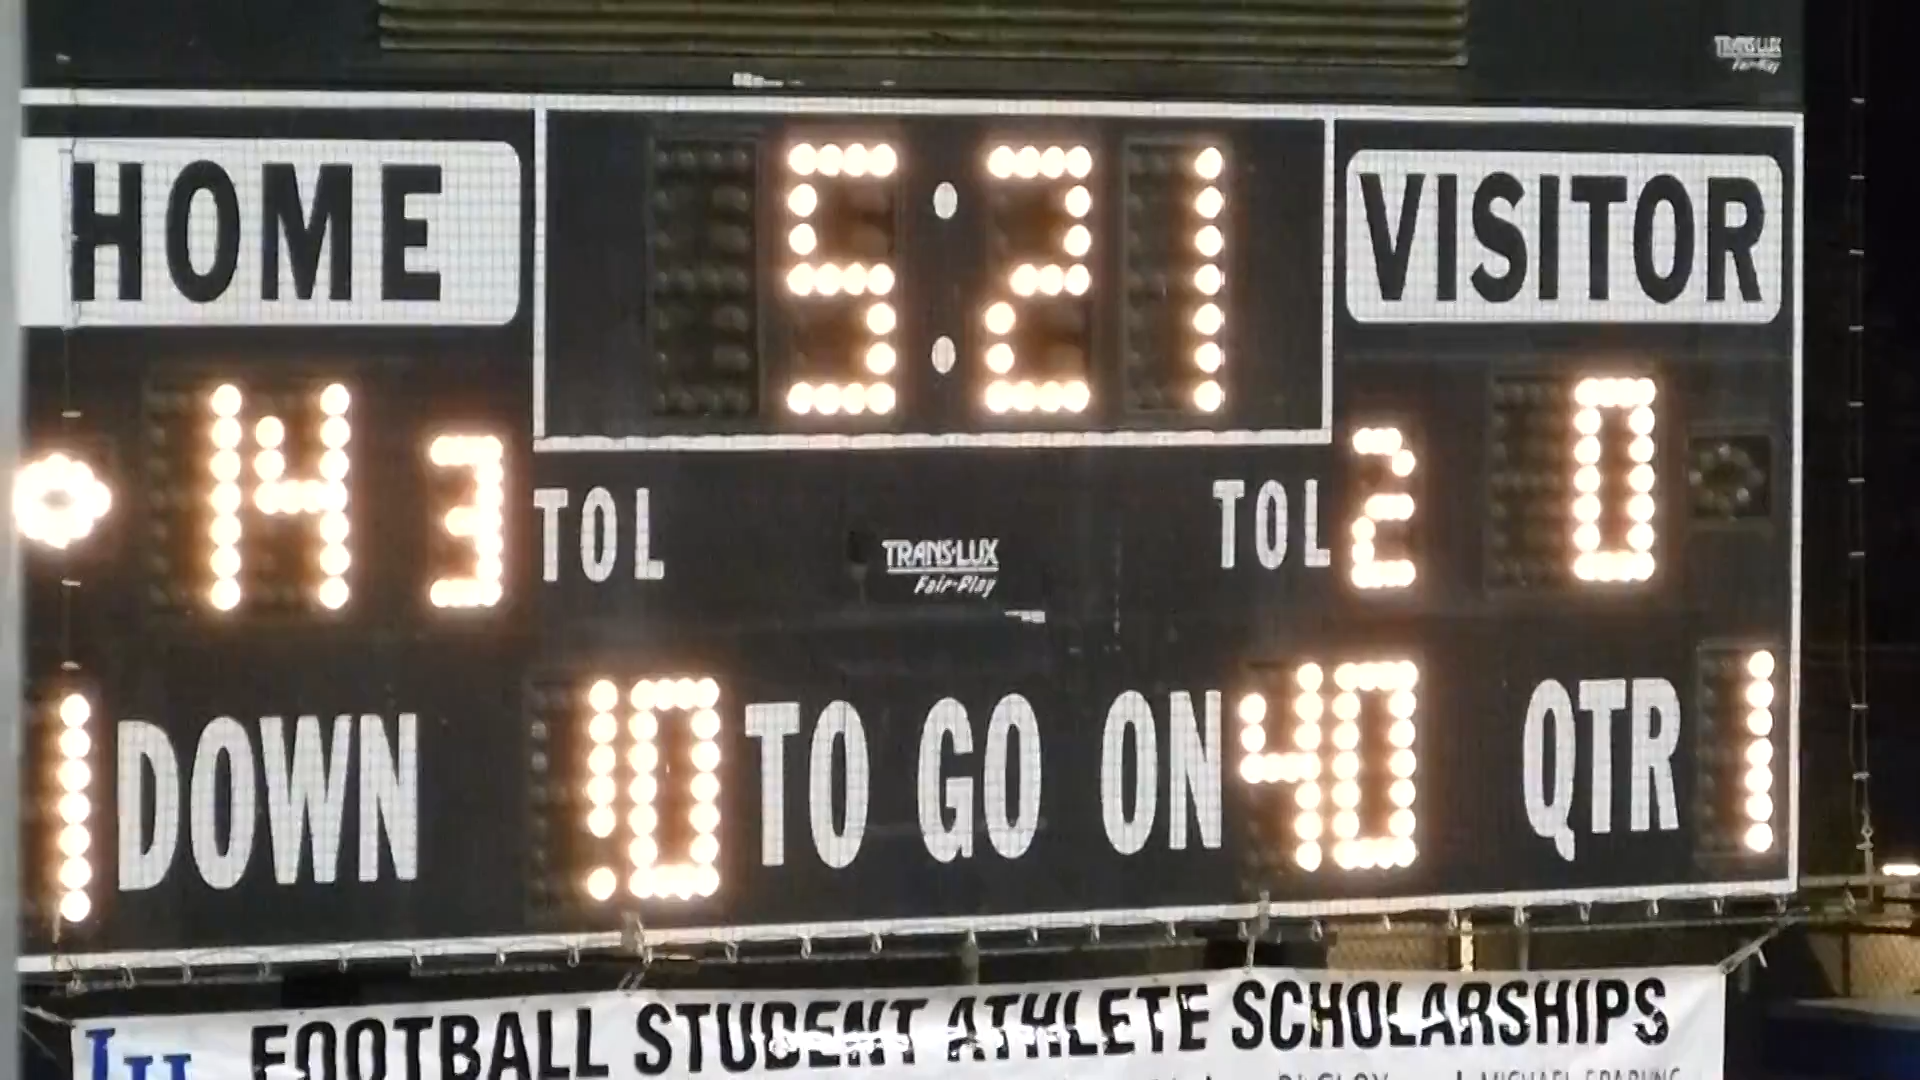 TRANS-LUX
Fair-Play
HOME 5:21 VISITOR
14 3 TOL TOL 2 0
TRANS-LUX
Fair-Play
1 DOWN 10 TO GO ON 40 QTR 1
LH FOOTBALL STUDENT ATHLETE SCHOLARSHIPS